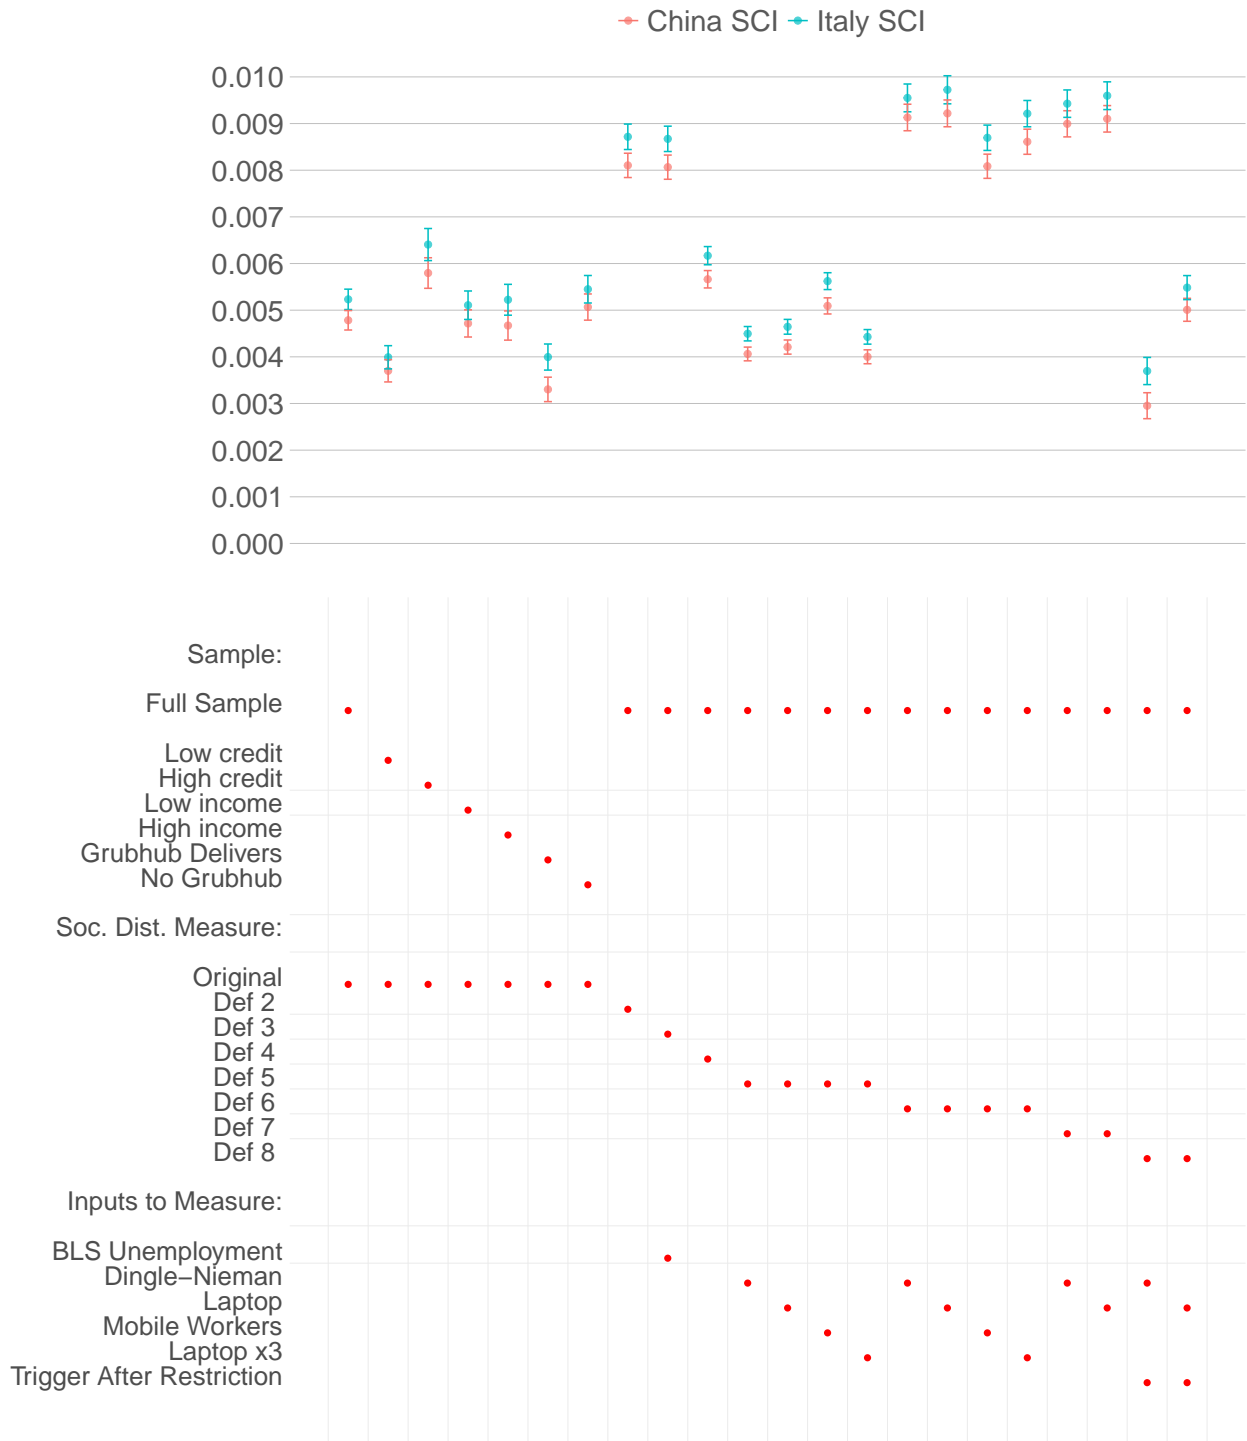 China SCI Italy SCI
0.010
0.009
0.008
0.007
0.006
0.005
0.004
0.003
0.002
0.001
0.000
Sample:
Full Sample
Low credit
High credit
Low income
High income
Grubhub Delivers
No Grubhub
Soc. Dist. Measure:
Original
Def 2
Def 3
Def 4
Def 5
Def 6
Def 7
Def 8
Inputs to Measure:
BLS Unemployment
Dingle−Nieman
Laptop
Mobile Workers
Laptop x3
Trigger After Restriction